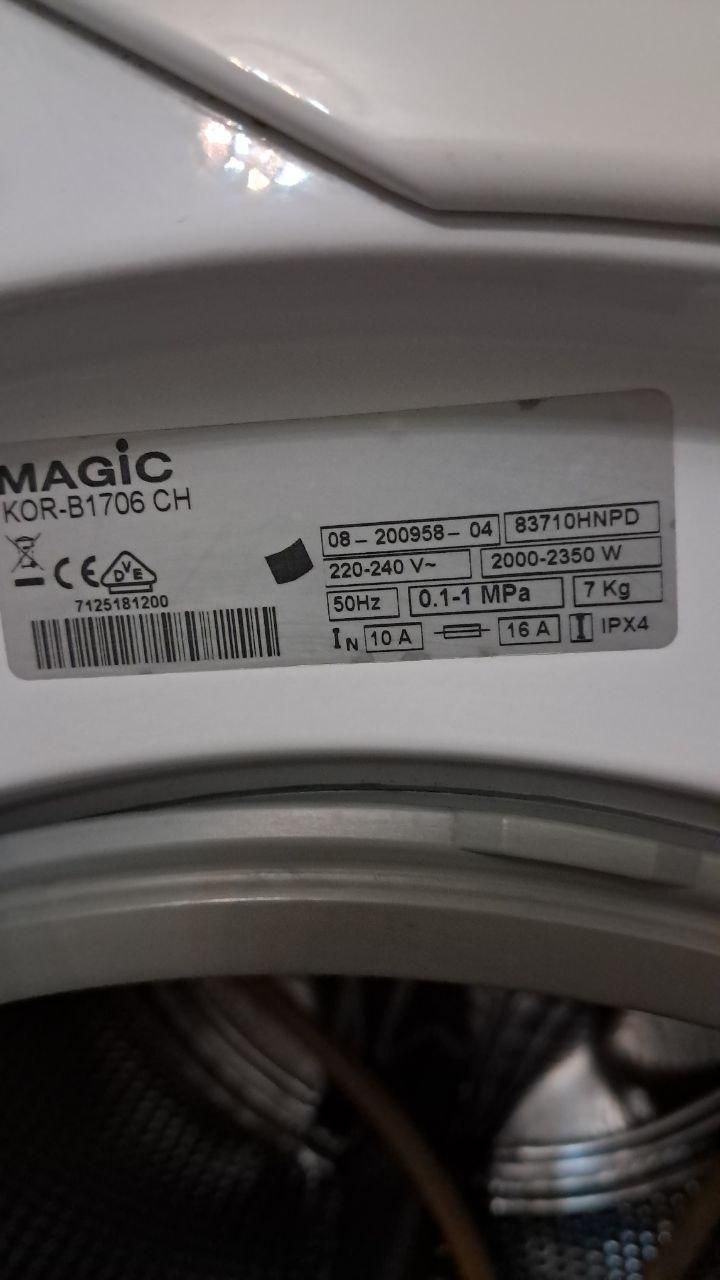 MAGiC
KOR-B1706 CH
CE DVE
7125181200
08 - 200958 - 04 83710HNPD
220-240 V~ 2000-2350 W
50Hz 0.1-1 MPa 7 Kg
IN 10 A 16 A IPX4